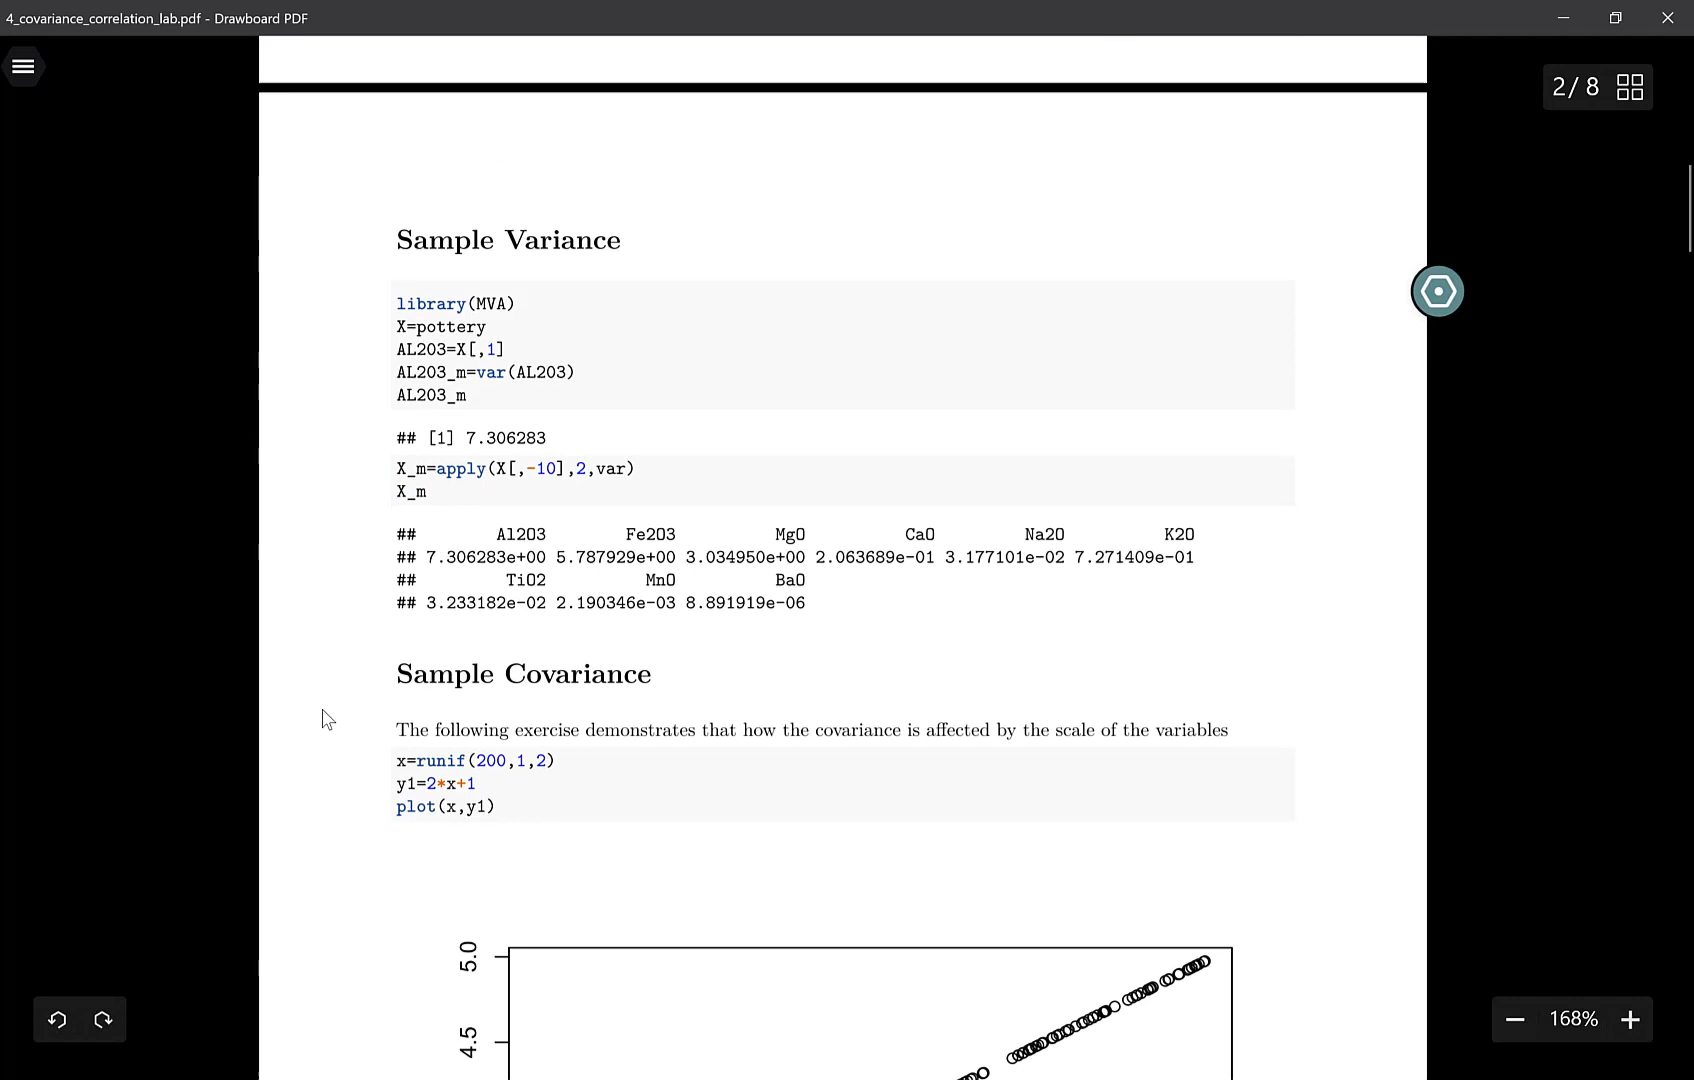 4_covariance_correlation_lab.pdf - Drawboard PDF
2/ 8
Sample Variance
library(MVA)
X=pottery
AL203=X[,1]
AL203_m=var(AL203)
AL203_m
## [1] 7.306283
X_m=apply(X[,-10],2,var)
X_m
## Al2O3 Fe2O3 MgO CaO Na2O K2O
## 7.306283e+00 5.787929e+00 3.034950e+00 2.063689e-01 3.177101e-02 7.271409e-01
## TiO2 MnO BaO
## 3.233182e-02 2.190346e-03 8.891919e-06
Sample Covariance
The following exercise demonstrates that how the covariance is affected by the scale of the variables
x=runif(200,1,2)
y1=2*x+1
plot(x,y1)
5.0
4.5
168%